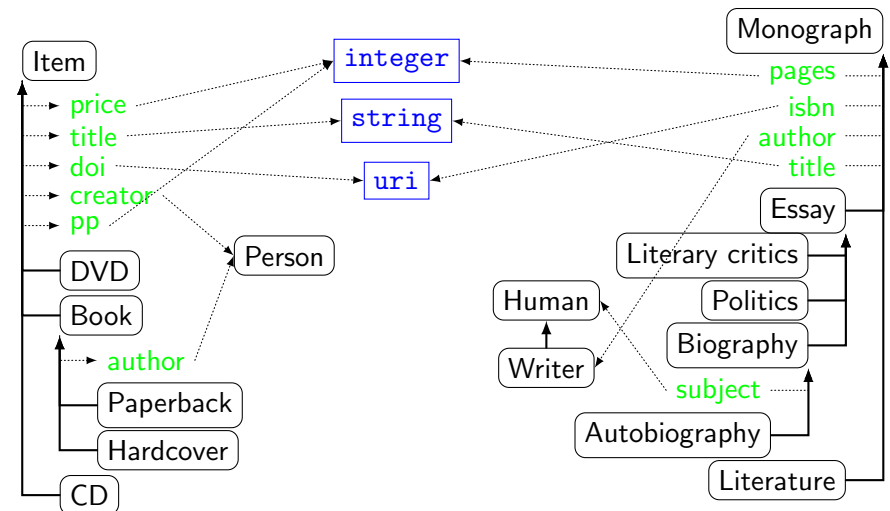 Item
price
title
doi
creator
pp
DVD
Book
author
Paperback
Hardcover
CD
integer
string
uri
Person
Human
Writer
Monograph
pages
isbn
author
title
Essay
Literary critics
Politics
Biography
subject
Autobiography
Literature